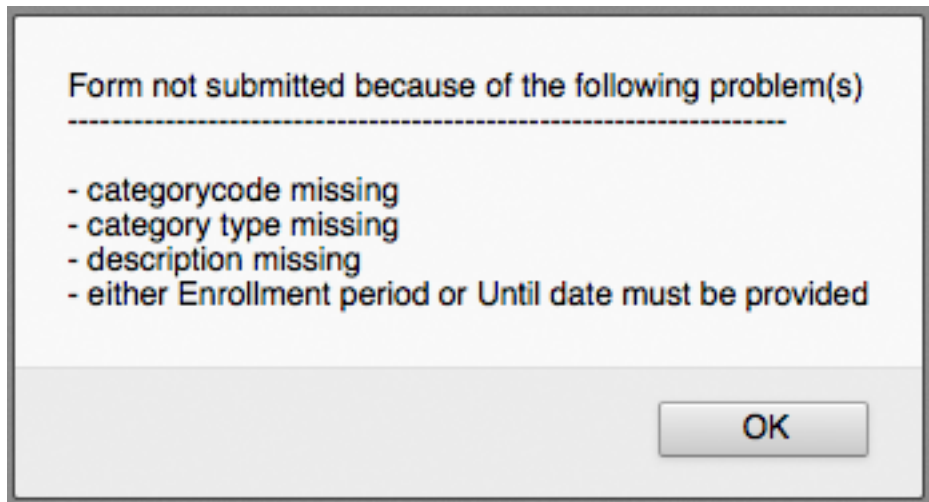 Form not submitted because of the following problem(s)
------------------------------------------------------------------
- categorycode missing
- category type missing
- description missing
- either Enrollment period or Until date must be provided
OK